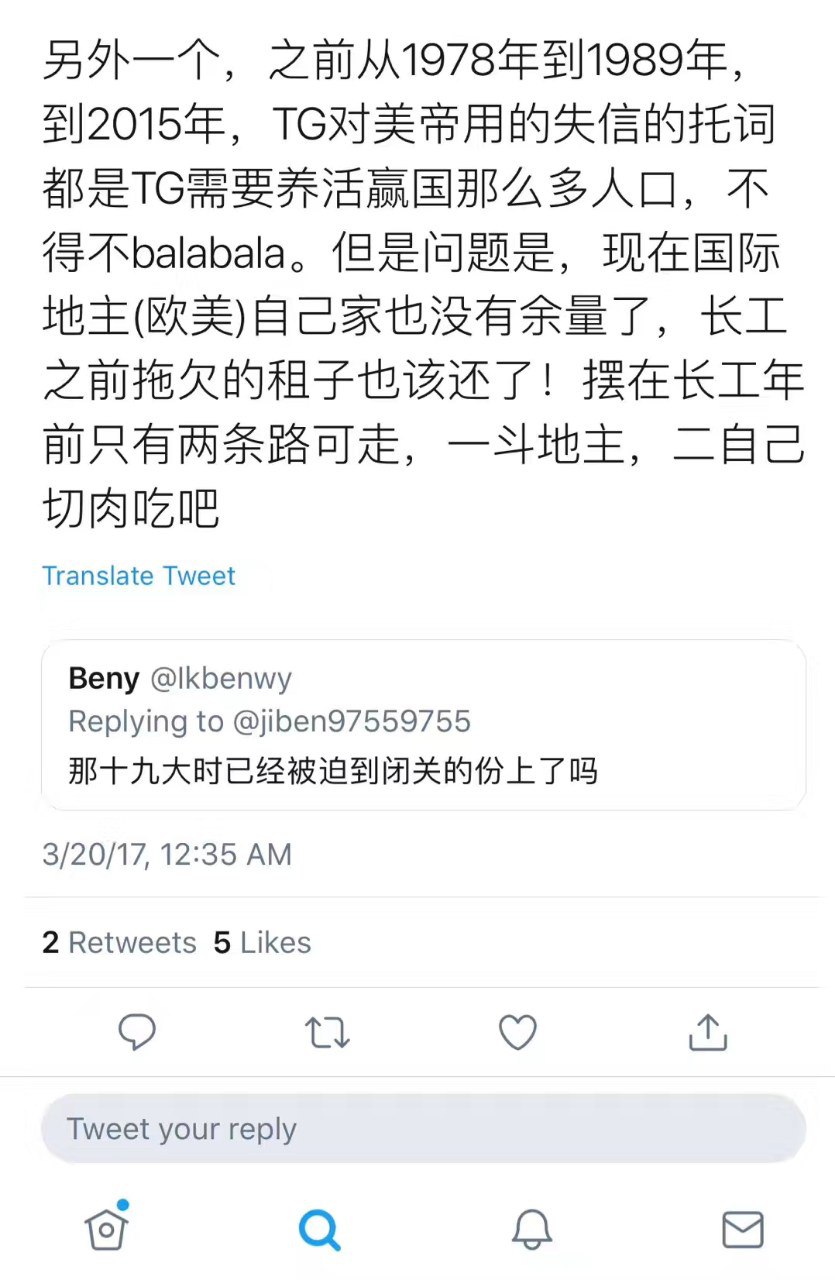 另外一个，之前从1978年到1989年，
到2015年，TG对美帝用的失信的托词
都是TG需要养活赢国那么多人口，不
得不balabala。但是问题是，现在国际
地主(欧美)自己家也没有余量了，长工
之前拖欠的租子也该还了！摆在长工年
前只有两条路可走，一斗地主，二自己
切肉吃吧
Translate Tweet
Beny @lkbenwy
Replying to @jiben97559755
那十九大时已经被迫到闭关的份上了吗
3/20/17, 12:35 AM
2 Retweets 5 Likes
Tweet your reply